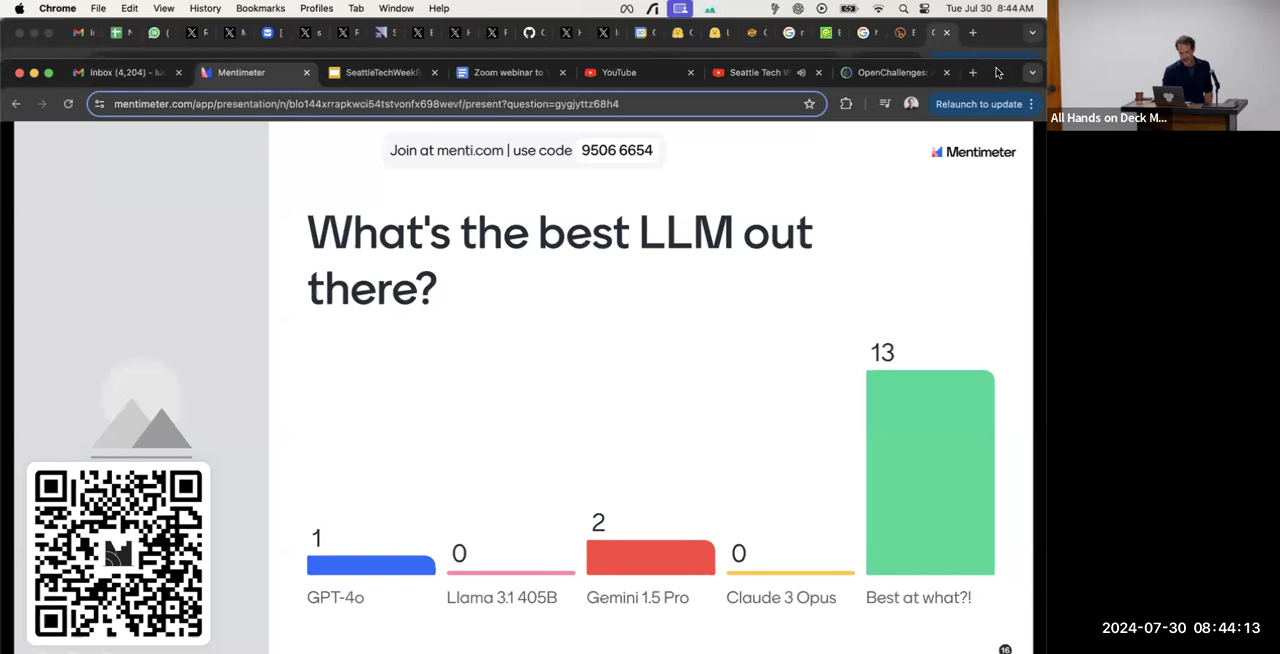 Chrome File Edit View History Bookmarks Profiles Tab Window Help Tue Jul 30 8:44 AM
Inbox (4,204) - lu Mentimeter SeattleTechWeek Zoom webinar to YouTube Seattle Tech W OpenChallenges:
mentimeter.com/app/presentation/n/blo144xrrapkwci54tstvonfx698wevf/present?question=gygjyttz68h4
Relaunch to update
All Hands on Deck M...
Join at menti.com | use code 9506 6654
Mentimeter
What's the best LLM out
there?
13
1
0
2
0
GPT-4o
Llama 3.1 405B
Gemini 1.5 Pro
Claude 3 Opus
Best at what?!
2024-07-30 08:44:13
16